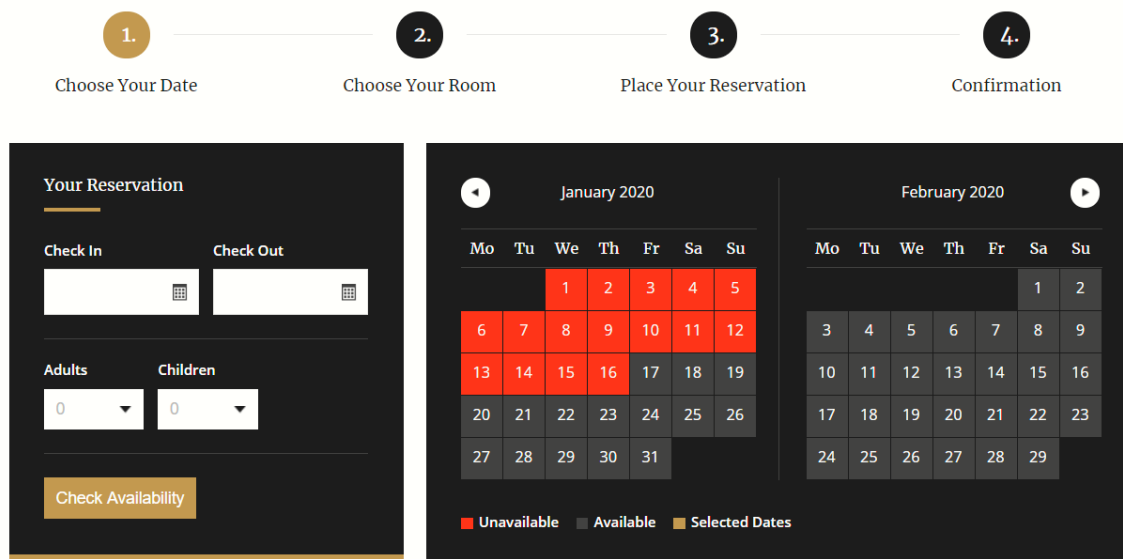 1. 2. 3. 4.
Choose Your Date Choose Your Room Place Your Reservation Confirmation
Your Reservation
Check In Check Out
Adults Children
0 0
Check Availability
January 2020
Mo Tu We Th Fr Sa Su
1 2 3 4 5
6 7 8 9 10 11 12
13 14 15 16 17 18 19
20 21 22 23 24 25 26
27 28 29 30 31
February 2020
Mo Tu We Th Fr Sa Su
1 2
3 4 5 6 7 8 9
10 11 12 13 14 15 16
17 18 19 20 21 22 23
24 25 26 27 28 29
Unavailable Available Selected Dates